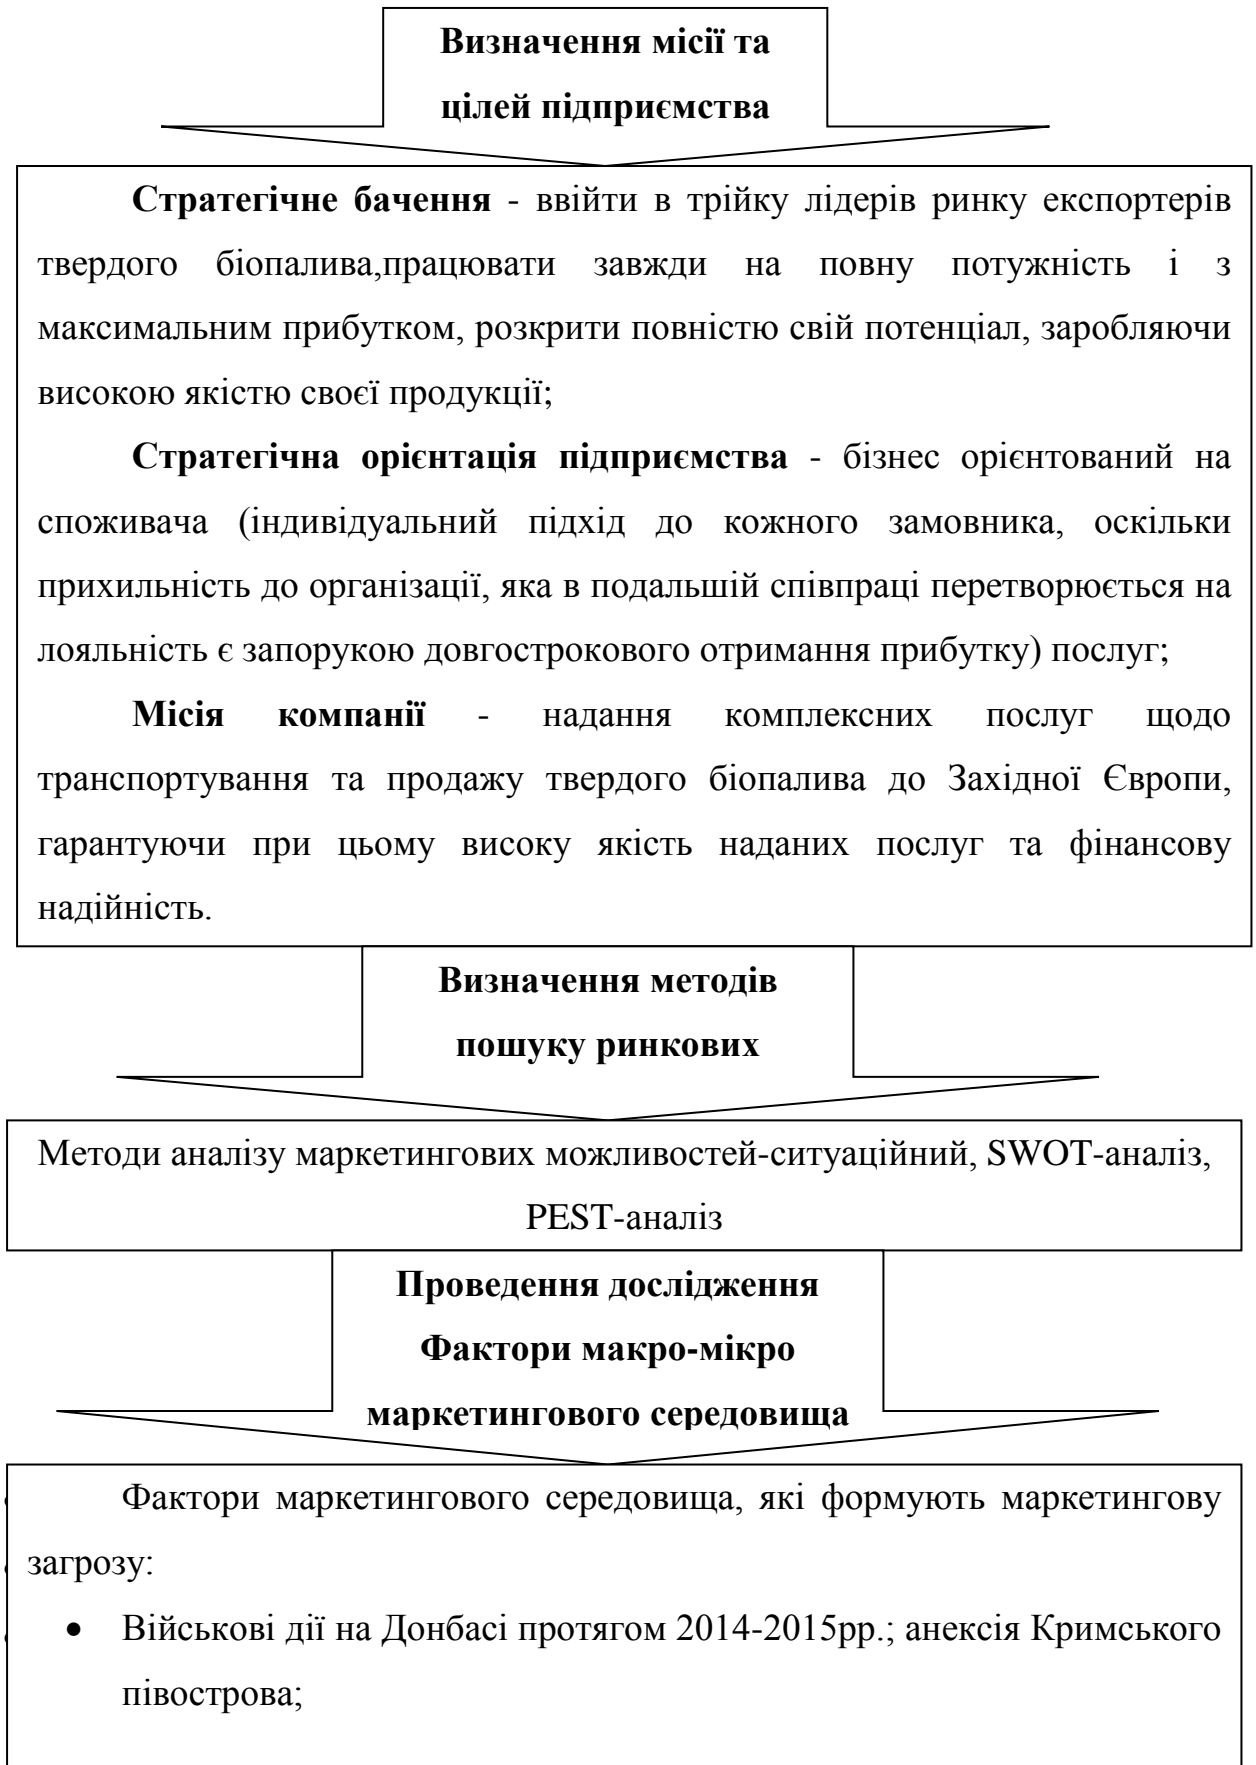 Визначення місії та
цілей підприємства
Стратегічне бачення - ввійти в трійку лідерів ринку експортерів
твердого біопалива,працювати завжди на повну потужність і з
максимальним прибутком, розкрити повністю свій потенціал, заробляючи
високою якістю своєї продукції;
Стратегічна орієнтація підприємства - бізнес орієнтований на
споживача (індивідуальний підхід до кожного замовника, оскільки
прихильність до організації, яка в подальшій співпраці перетворюється на
лояльність є запорукою довгострокового отримання прибутку) послуг;
Місія компанії - надання комплексних послуг щодо
транспортування та продажу твердого біопалива до Західної Європи,
гарантуючи при цьому високу якість наданих послуг та фінансову
надійність.
Визначення методів
пошуку ринкових
Методи аналізу маркетингових можливостей-ситуаційний, SWOT-аналіз,
PEST-аналіз
Проведення дослідження
Фактори макро-мікро
маркетингового середовища
Фактори маркетингового середовища, які формують маркетингову
загрозу:
• Військові дії на Донбасі протягом 2014-2015рр.; анексія Кримського
півострова;